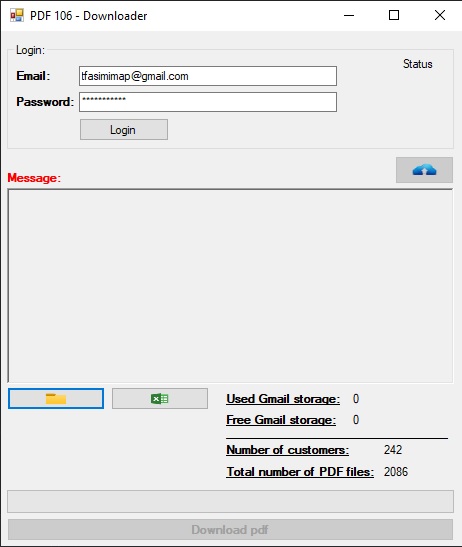 PDF 106 - Downloader
Login:
Status
Email: tfasimimap@gmail.com
Password: ***********
Login
Message:
Used Gmail storage: 0
Free Gmail storage: 0
Number of customers: 242
Total number of PDF files: 2086
Download pdf